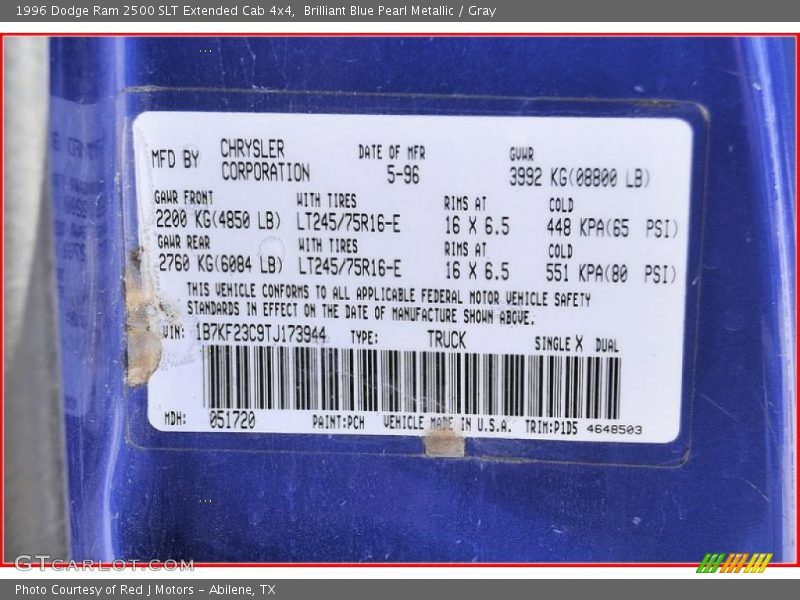 1996 Dodge Ram 2500 SLT Extended Cab 4x4, Brilliant Blue Pearl Metallic / Gray
MFD BY CHRYSLER CORPORATION DATE OF MFR 5-96 GVWR 3992 KG(08800 LB)
GAWR FRONT WITH TIRES RIMS AT COLD
2200 KG(4850 LB) LT245/75R16-E 16 X 6.5 448 KPA(65 PSI)
GAWR REAR WITH TIRES RIMS AT COLD
2760 KG(6084 LB) LT245/75R16-E 16 X 6.5 551 KPA(80 PSI)
THIS VEHICLE CONFORMS TO ALL APPLICABLE FEDERAL MOTOR VEHICLE SAFETY
STANDARDS IN EFFECT ON THE DATE OF MANUFACTURE SHOWN ABOVE.
VIN: 1B7KF23C9TJ173944 TYPE: TRUCK SINGLE X DUAL
MDH: 051720 PAINT:PCH VEHICLE MADE IN U.S.A. TRIM:P1D5 4648503
GTcarlot.com
Photo Courtesy of Red J Motors - Abilene, TX